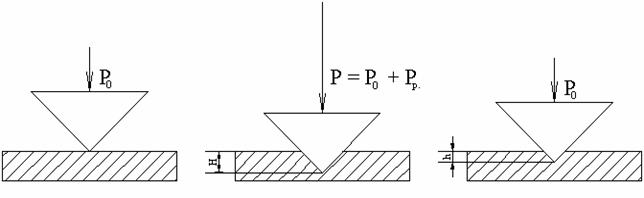 P₀
P = P₀ + Pₚ.
H
P₀
h